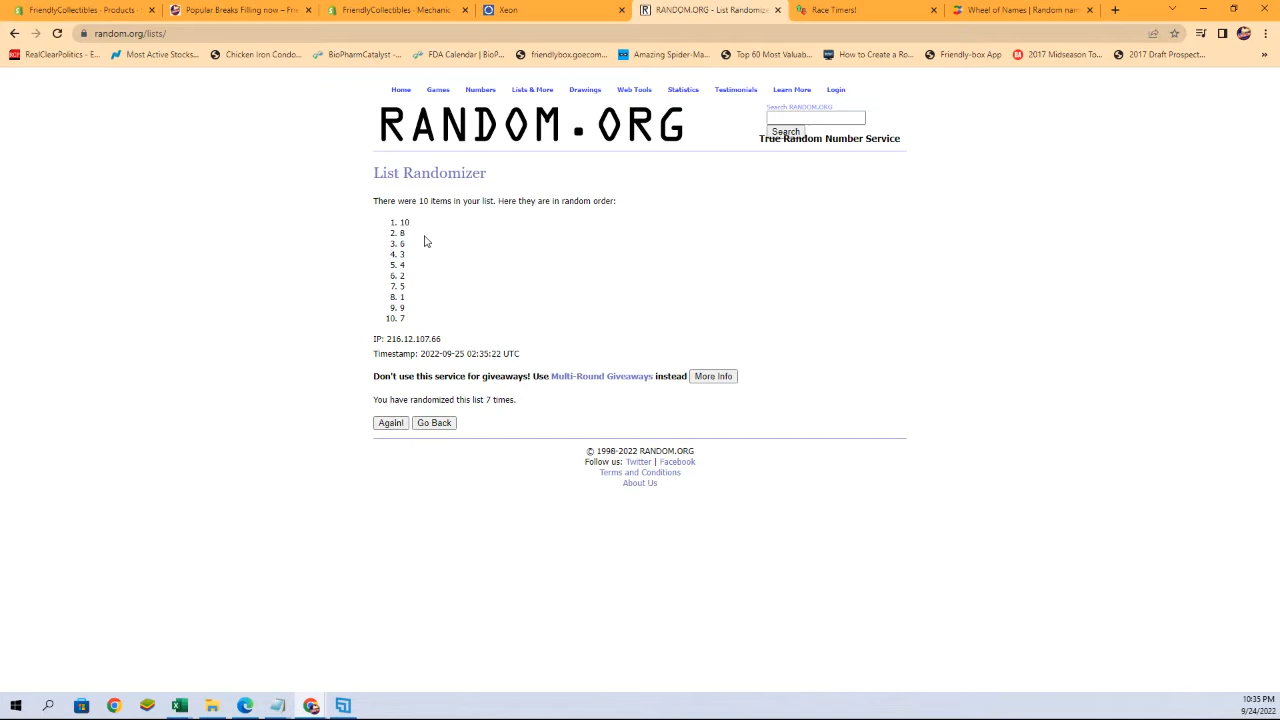 FriendlyCollectibles - Products -
Popular Breaks Filling now – Frie
FriendlyCollectibles - Products -
Xeon
RANDOM.ORG - List Randomizer
Race Timers!
Wheel of Names | Random name
random.org/lists/
RealClearPolitics - E...
Most Active Stocks...
Chicken Iron Condo...
BioPharmCatalyst -...
FDA Calendar | BioP...
friendlybox.goecom...
Amazing Spider-Ma...
Top 60 Most Valuab...
How to Create a Ro...
Friendly-box App
2017 Midseason To...
2017 Draft Prospect...
Home
Games
Numbers
Lists & More
Drawings
Web Tools
Statistics
Testimonials
Learn More
Login
RANDOM.ORG
Search RANDOM.ORG
Search
True Random Number Service
List Randomizer
There were 10 items in your list. Here they are in random order:
1. 10
2. 8
3. 6
4. 3
5. 4
6. 2
7. 5
8. 1
9. 9
10. 7
IP: 216.12.107.66
Timestamp: 2022-09-25 02:35:22 UTC
Don't use this service for giveaways! Use Multi-Round Giveaways instead More Info
You have randomized this list 7 times.
Again! Go Back
© 1998-2022 RANDOM.ORG
Follow us: Twitter | Facebook
Terms and Conditions
About Us
10:35 PM
9/24/2022